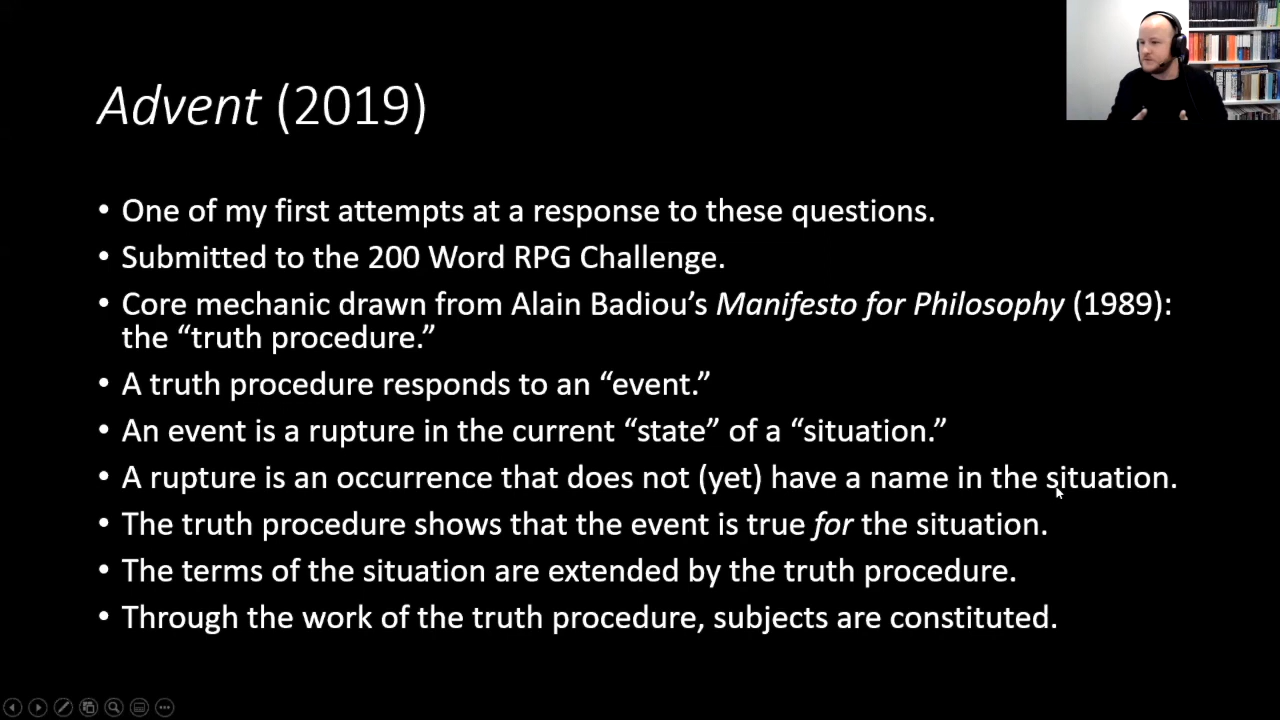 Advent (2019)
• One of my first attempts at a response to these questions.
• Submitted to the 200 Word RPG Challenge.
• Core mechanic drawn from Alain Badiou’s Manifesto for Philosophy (1989):
the “truth procedure.”
• A truth procedure responds to an “event.”
• An event is a rupture in the current “state” of a “situation.”
• A rupture is an occurrence that does not (yet) have a name in the situation.
• The truth procedure shows that the event is true for the situation.
• The terms of the situation are extended by the truth procedure.
• Through the work of the truth procedure, subjects are constituted.